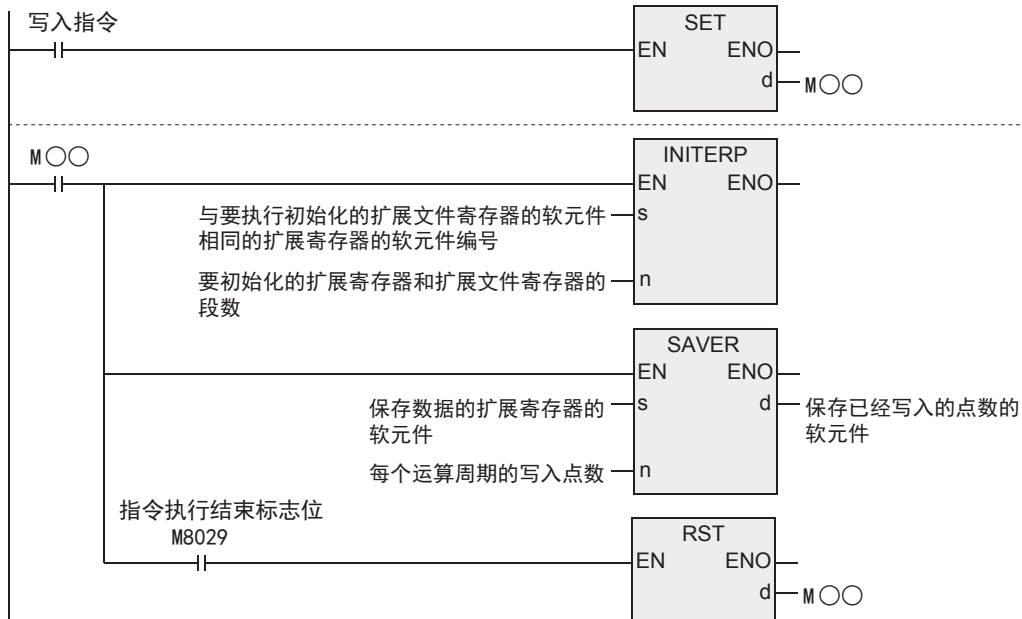 写入指令
SET
EN ENO
d M○○
M○○
INITERP
EN ENO
与要执行初始化的扩展文件寄存器的软元件
相同的扩展寄存器的软元件编号
s
要初始化的扩展寄存器和扩展文件寄存器的
段数
n
SAVER
EN ENO
保存数据的扩展寄存器的
软元件
s d
保存已经写入的点数的
软元件
每个运算周期的写入点数 n
指令执行结束标志位
M8029
RST
EN ENO
d M○○